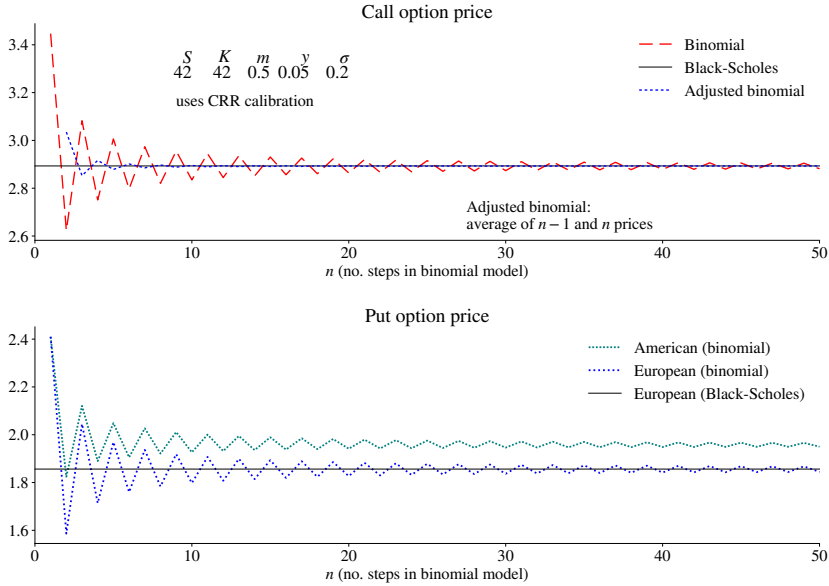 Call option price
3.4
3.2
3.0
2.8
2.6
S K m y σ
42 42 0.5 0.05 0.2
uses CRR calibration
Binomial
Black-Scholes
Adjusted binomial
Adjusted binomial:
average of n − 1 and n prices
0 10 20 30 40 50
n (no. steps in binomial model)
Put option price
2.4
2.2
2.0
1.8
1.6
American (binomial)
European (binomial)
European (Black-Scholes)
0 10 20 30 40 50
n (no. steps in binomial model)